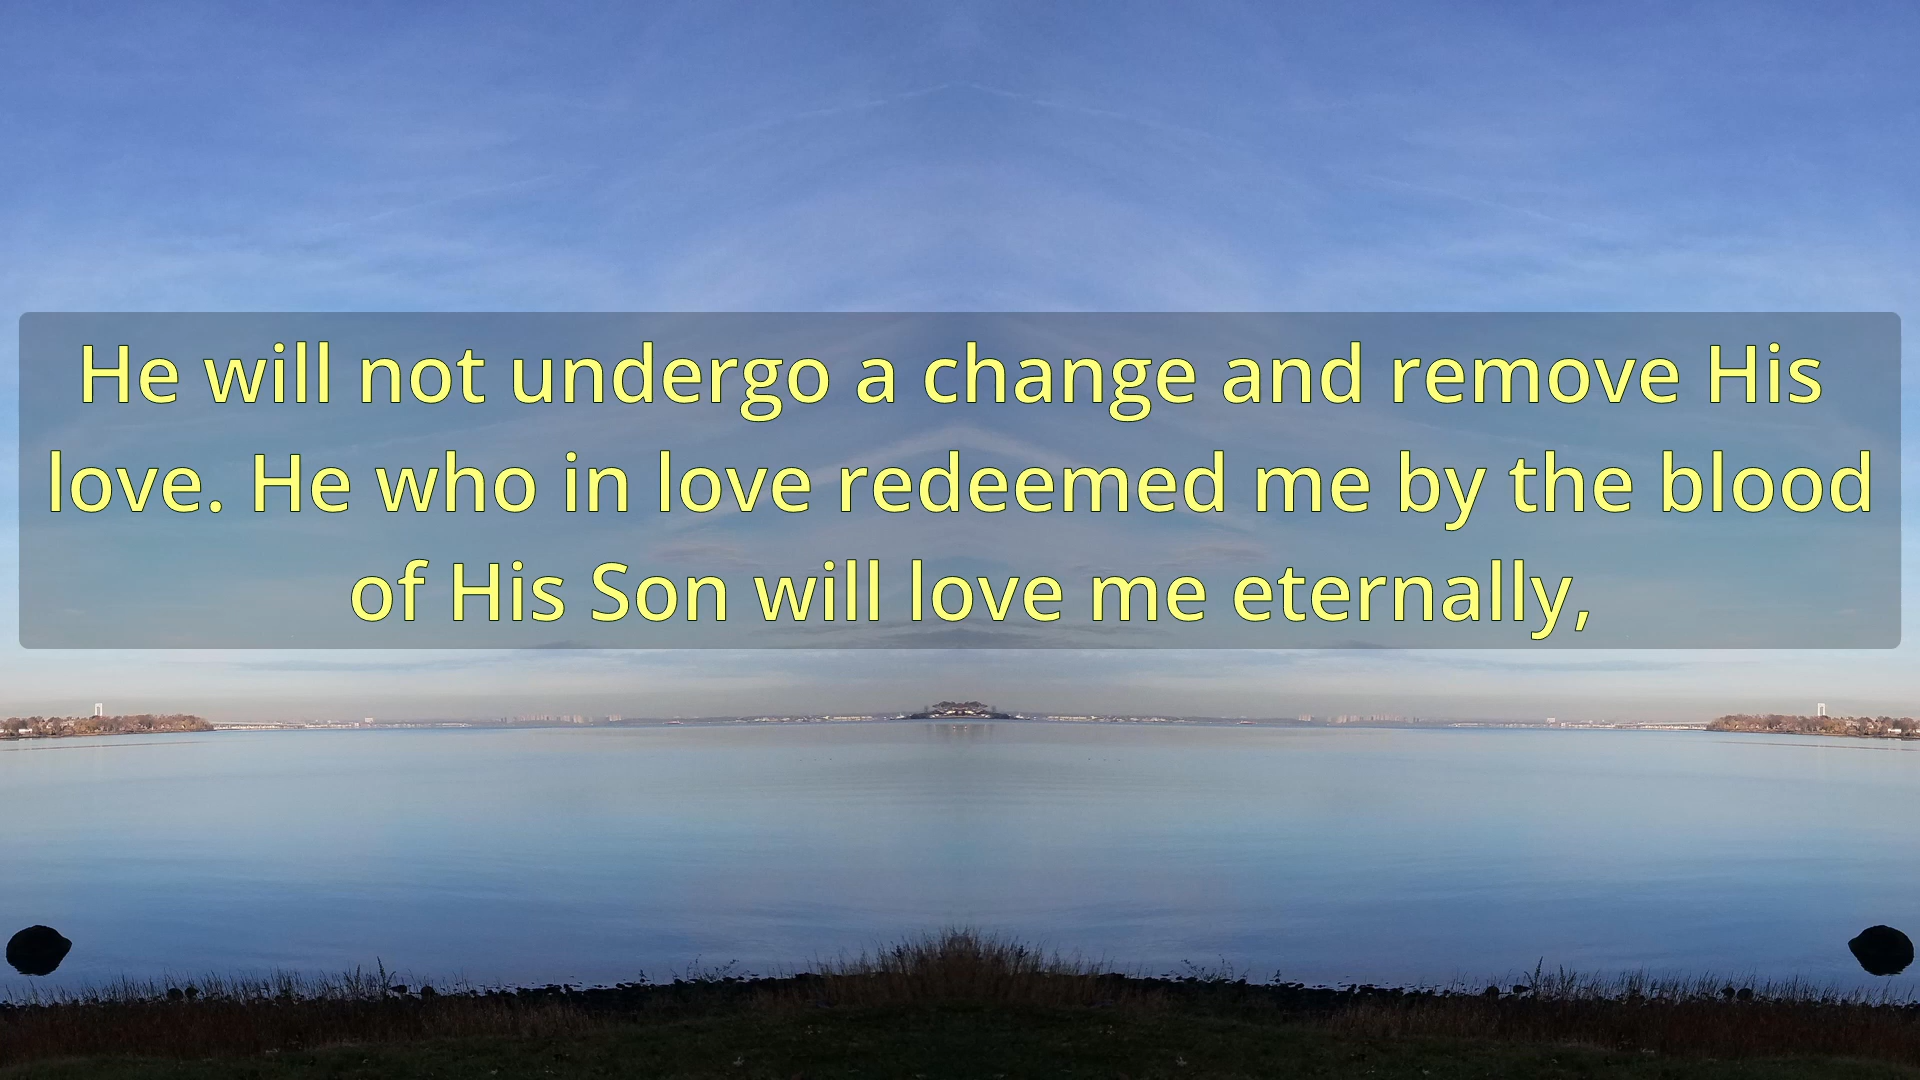 He will not undergo a change and remove His
love. He who in love redeemed me by the blood
of His Son will love me eternally,